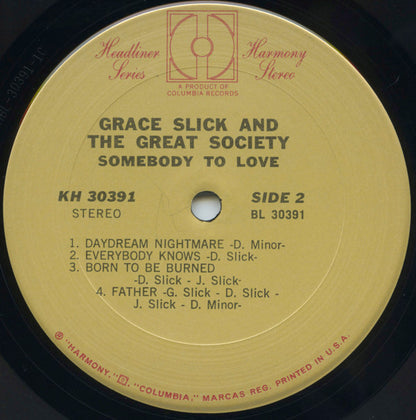 Headliner Harmony
Series Stereo
A PRODUCT OF
COLUMBIA RECORDS
GRACE SLICK AND
THE GREAT SOCIETY
SOMEBODY TO LOVE
KH 30391 SIDE 2
STEREO BL 30391
1. DAYDREAM NIGHTMARE -D. Minor-
2. EVERYBODY KNOWS -D. Slick-
3. BORN TO BE BURNED
-D. Slick - J. Slick-
4. FATHER -G. Slick - D. Slick -
J. Slick - D. Minor-
® "HARMONY," "COLUMBIA," MARCAS REG. PRINTED IN U.S.A.